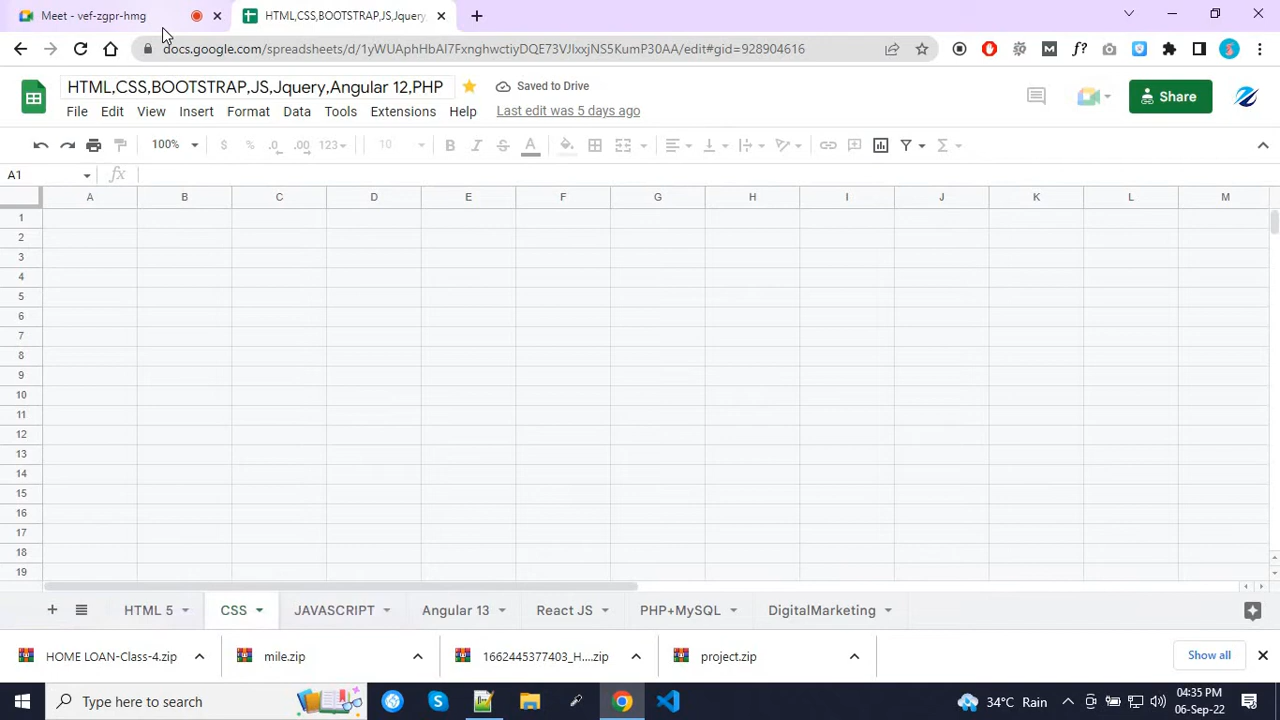 Meet - vef-zgpr-hmg
HTML,CSS,BOOTSTRAP,JS,Jquery,
docs.google.com/spreadsheets/d/1yWUAphHbAI7FxnghwctiyDQE73VJlxxjNS5KumP30AA/edit#gid=928904616
HTML,CSS,BOOTSTRAP,JS,Jquery,Angular 12,PHP
Saved to Drive
File Edit View Insert Format Data Tools Extensions Help Last edit was 5 days ago
Share
100% $ % .0 .00 123 10 B I S A
A1 fx
A B C D E F G H I J K L M
1
2
3
4
5
6
7
8
9
10
11
12
13
14
15
16
17
18
19
HTML 5 CSS JAVASCRIPT Angular 13 React JS PHP+MySQL DigitalMarketing
HOME LOAN-Class-4.zip mile.zip 1662445377403_H....zip project.zip Show all
Type here to search
34°C Rain
04:35 PM
06-Sep-22